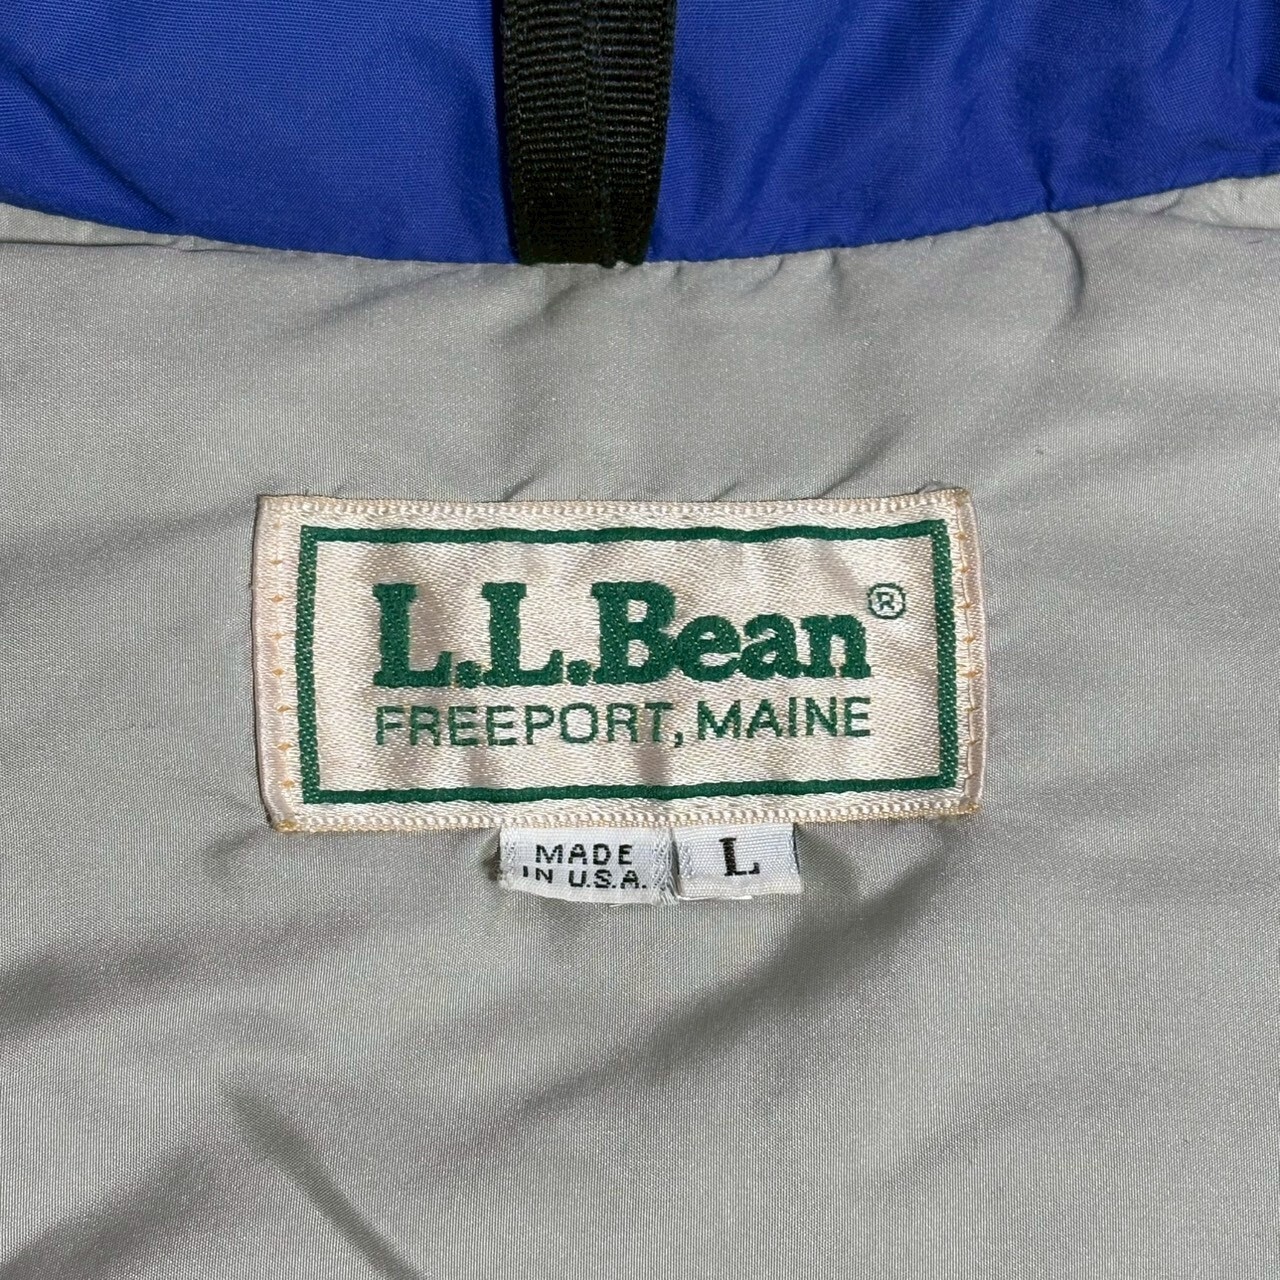 L.L.Bean®
FREEPORT, MAINE
MADE
IN U.S.A.
L